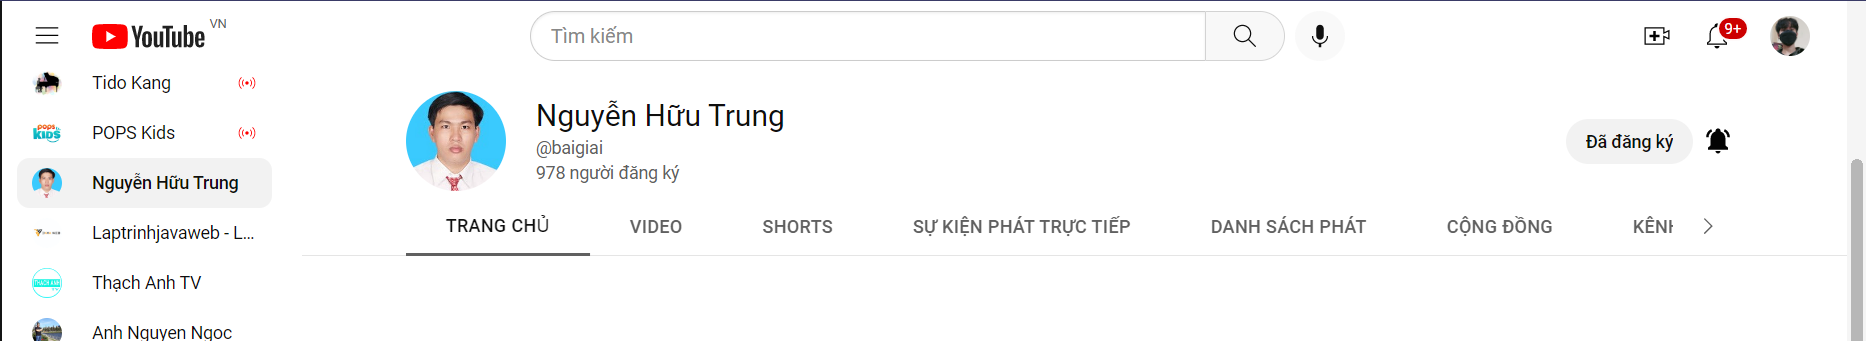 YouTube VN
Tìm kiếm
9+
Tido Kang
POPS Kids
Nguyễn Hữu Trung
Laptrinhjavaweb - L...
Thạch Anh TV
Anh Nguyen Ngoc
Nguyễn Hữu Trung
@baigiai
978 người đăng ký
Đã đăng ký
TRANG CHỦ VIDEO SHORTS SỰ KIỆN PHÁT TRỰC TIẾP DANH SÁCH PHÁT CỘNG ĐỒNG